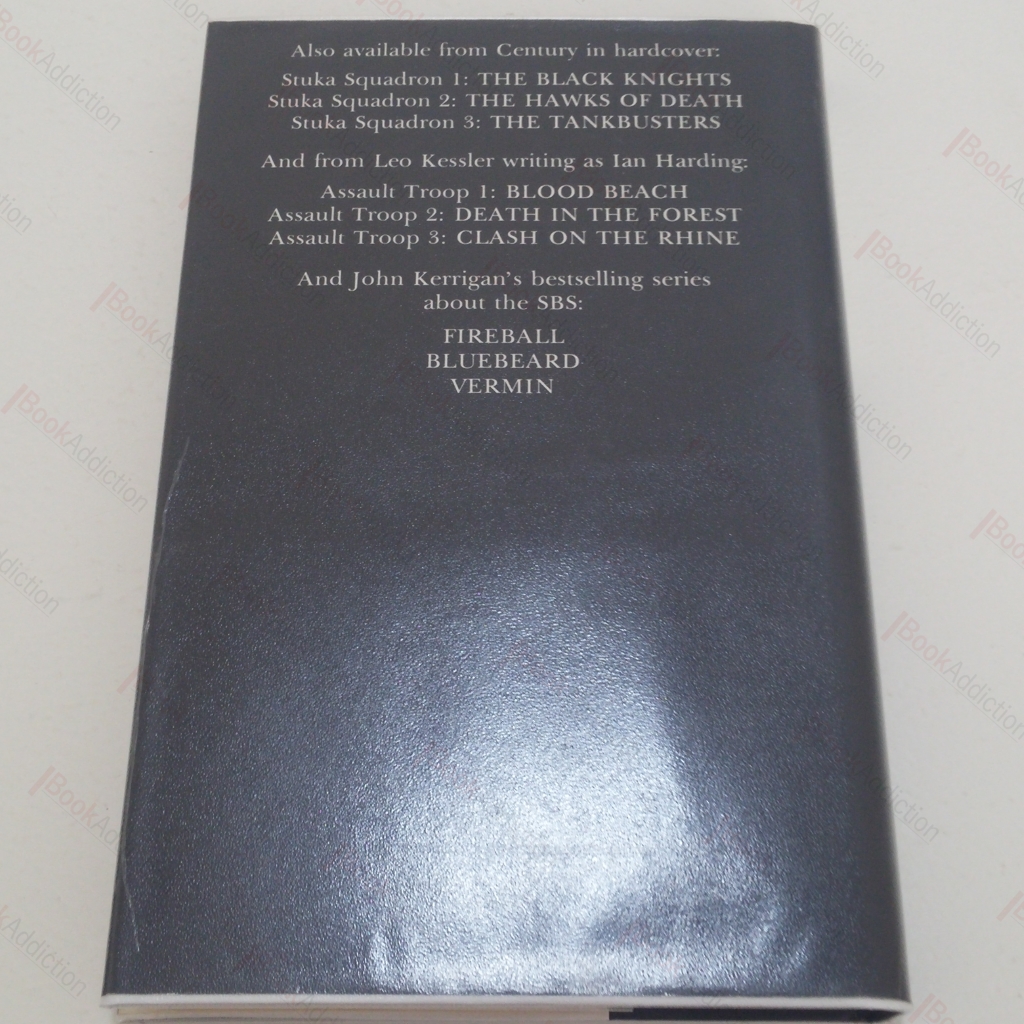 Also available from Century in hardcover:
Stuka Squadron 1: THE BLACK KNIGHTS
Stuka Squadron 2: THE HAWKS OF DEATH
Stuka Squadron 3: THE TANKBUSTERS
And from Leo Kessler writing as Ian Harding:
Assault Troop 1: BLOOD BEACH
Assault Troop 2: DEATH IN THE FOREST
Assault Troop 3: CLASH ON THE RHINE
And John Kerrigan's bestselling series
about the SBS:
FIREBALL
BLUEBEARD
VERMIN
BookAddiction